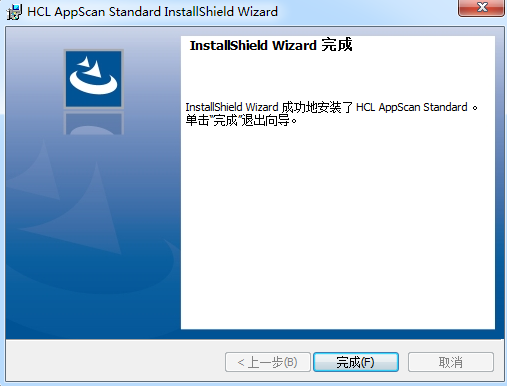 HCL AppScan Standard InstallShield Wizard
InstallShield Wizard 完成
InstallShield Wizard 成功地安装了 HCL AppScan Standard 。
单击“完成”退出向导。
< 上一步(B)
完成(F)
取消